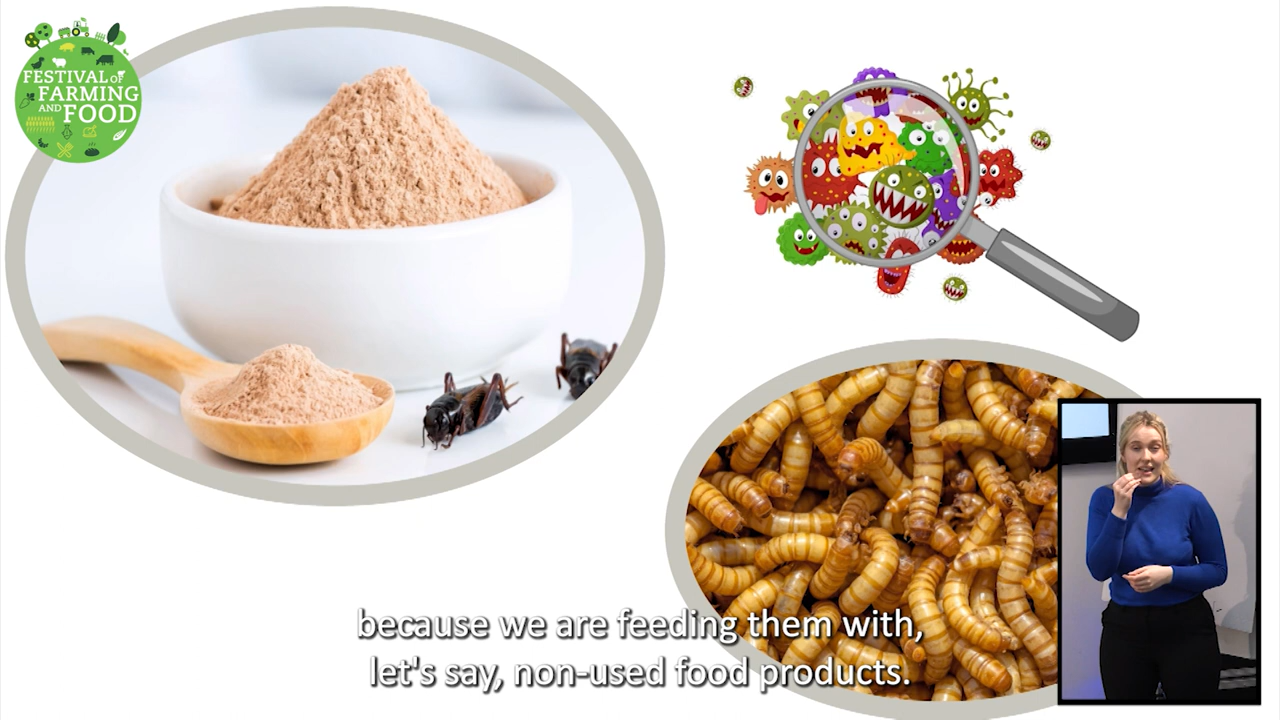 FESTIVAL OF
FARMING
AND FOOD
because we are feeding them with,
let's say, non-used food products.